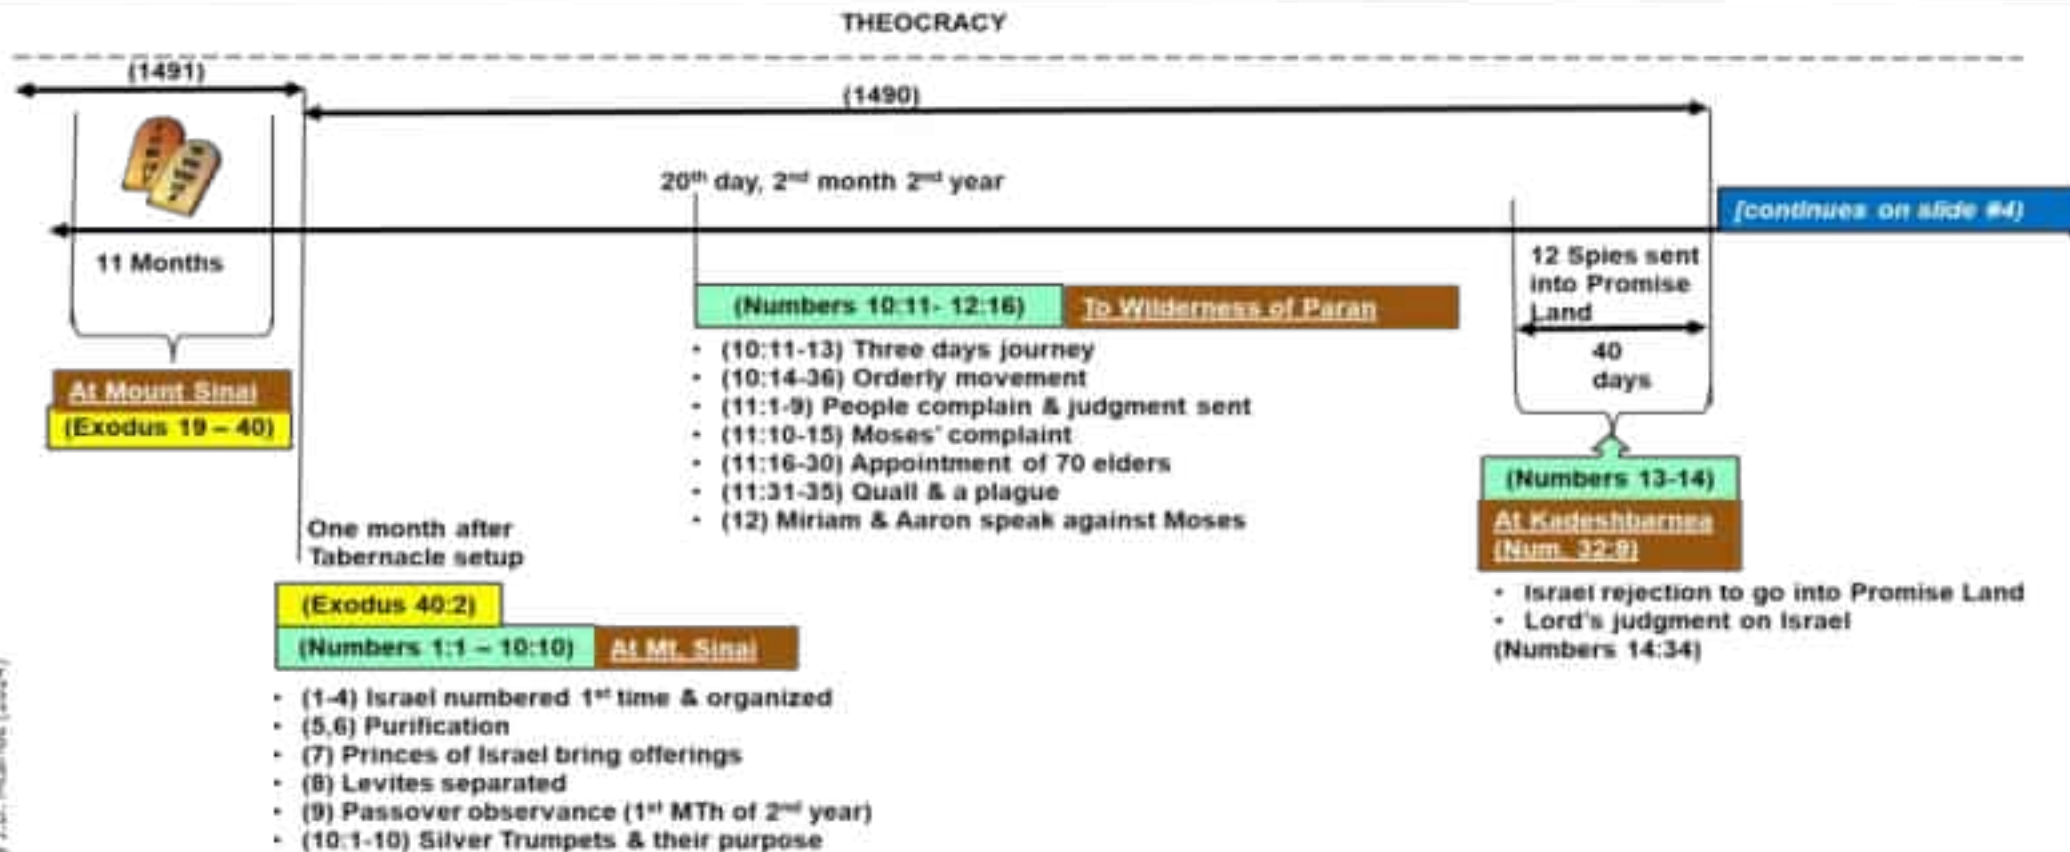 THEOCRACY
(1491)
(1490)
20th day, 2nd month 2nd year
[continues on slide #4)
11 Months
12 Spies sent
into Promise
Land
40
days
(Numbers 10:11- 12:16) To Wilderness of Paran
• (10:11-13) Three days journey
• (10:14-36) Orderly movement
• (11:1-9) People complain & judgment sent
• (11:10-15) Moses' complaint
• (11:16-30) Appointment of 70 elders
• (11:31-35) Quail & a plague
• (12) Miriam & Aaron speak against Moses
At Mount Sinai
(Exodus 19 – 40)
(Numbers 13-14)
At Kadeshbarnea
(Num. 32:8)
• Israel rejection to go into Promise Land
• Lord's judgment on Israel
(Numbers 14:34)
One month after
Tabernacle setup
(Exodus 40:2)
(Numbers 1:1 – 10:10) At Mt. Sinai
• (1-4) Israel numbered 1st time & organized
• (5,6) Purification
• (7) Princes of Israel bring offerings
• (8) Levites separated
• (9) Passover observance (1st MTh of 2nd year)
• (10:1-10) Silver Trumpets & their purpose